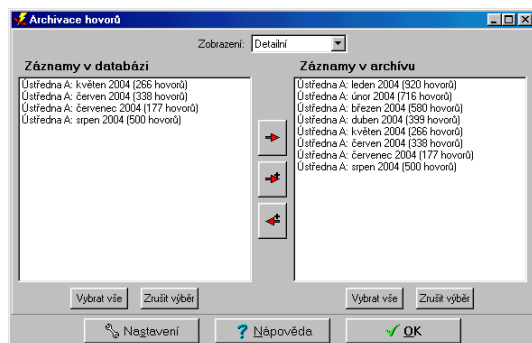 Archivace hovorů
Zobrazení: Detailní
Záznamy v databázi
Ústředna A: květen 2004 (266 hovorů)
Ústředna A: červen 2004 (338 hovorů)
Ústředna A: červenec 2004 (177 hovorů)
Ústředna A: srpen 2004 (500 hovorů)
Záznamy v archívu
Ústředna A: leden 2004 (920 hovorů)
Ústředna A: únor 2004 (716 hovorů)
Ústředna A: březen 2004 (580 hovorů)
Ústředna A: duben 2004 (399 hovorů)
Ústředna A: květen 2004 (266 hovorů)
Ústředna A: červen 2004 (338 hovorů)
Ústředna A: červenec 2004 (177 hovorů)
Ústředna A: srpen 2004 (500 hovorů)
Vybrat vše Zrušit výběr
Vybrat vše Zrušit výběr
Nastavení Nápověda OK